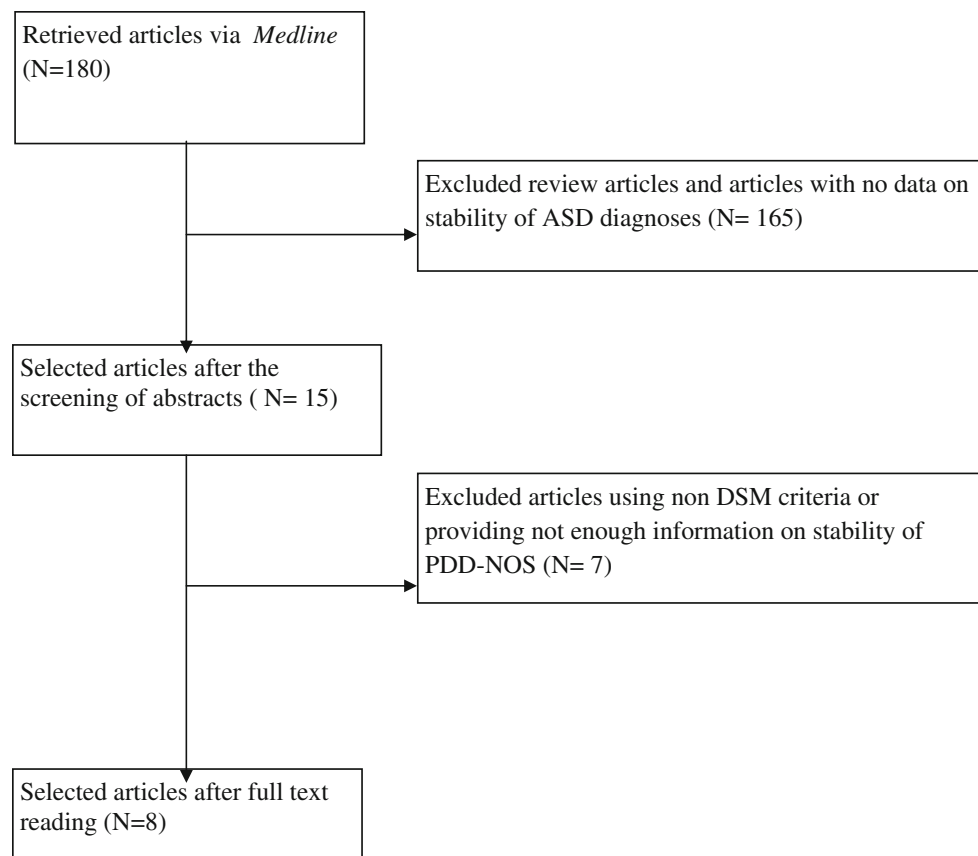 Retrieved articles via Medline
(N=180)
Excluded review articles and articles with no data on
stability of ASD diagnoses (N= 165)
Selected articles after the
screening of abstracts ( N= 15)
Excluded articles using non DSM criteria or
providing not enough information on stability of
PDD-NOS (N= 7)
Selected articles after full text
reading (N=8)